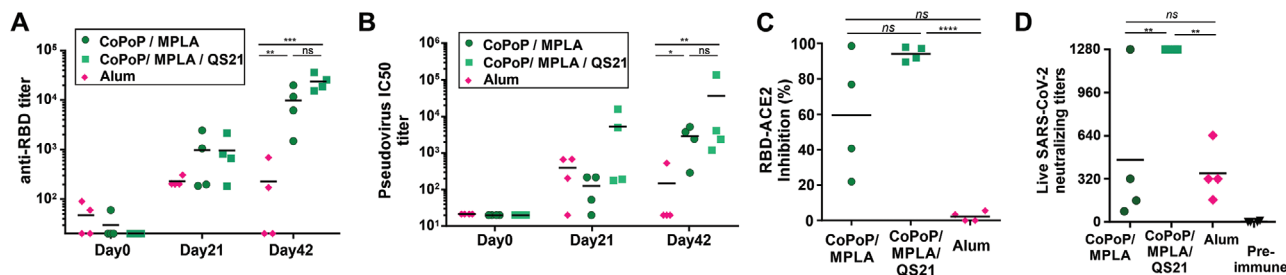 A
CoPoP / MPLA
CoPoP/ MPLA / QS21
Alum
***
**
ns
anti-RBD titer
10⁵
10⁴
10³
10²
Day0
Day21
Day42
B
CoPoP / MPLA
CoPoP/ MPLA / QS21
Alum
**
*
ns
Pseudovirus IC50
titer
10⁶
10⁵
10⁴
10³
10²
10¹
Day0
Day21
Day42
C
ns
ns
****
RBD-ACE2
Inhibition (%)
100
80
60
40
20
0
CoPoP/
MPLA
CoPoP/
MPLA/
QS21
Alum
D
ns
**
**
Live SARS-CoV-2
neutralizing titers
1280
960
640
320
0
CoPoP/
MPLA
CoPoP/
MPLA/
QS21
Alum
Pre-
immune